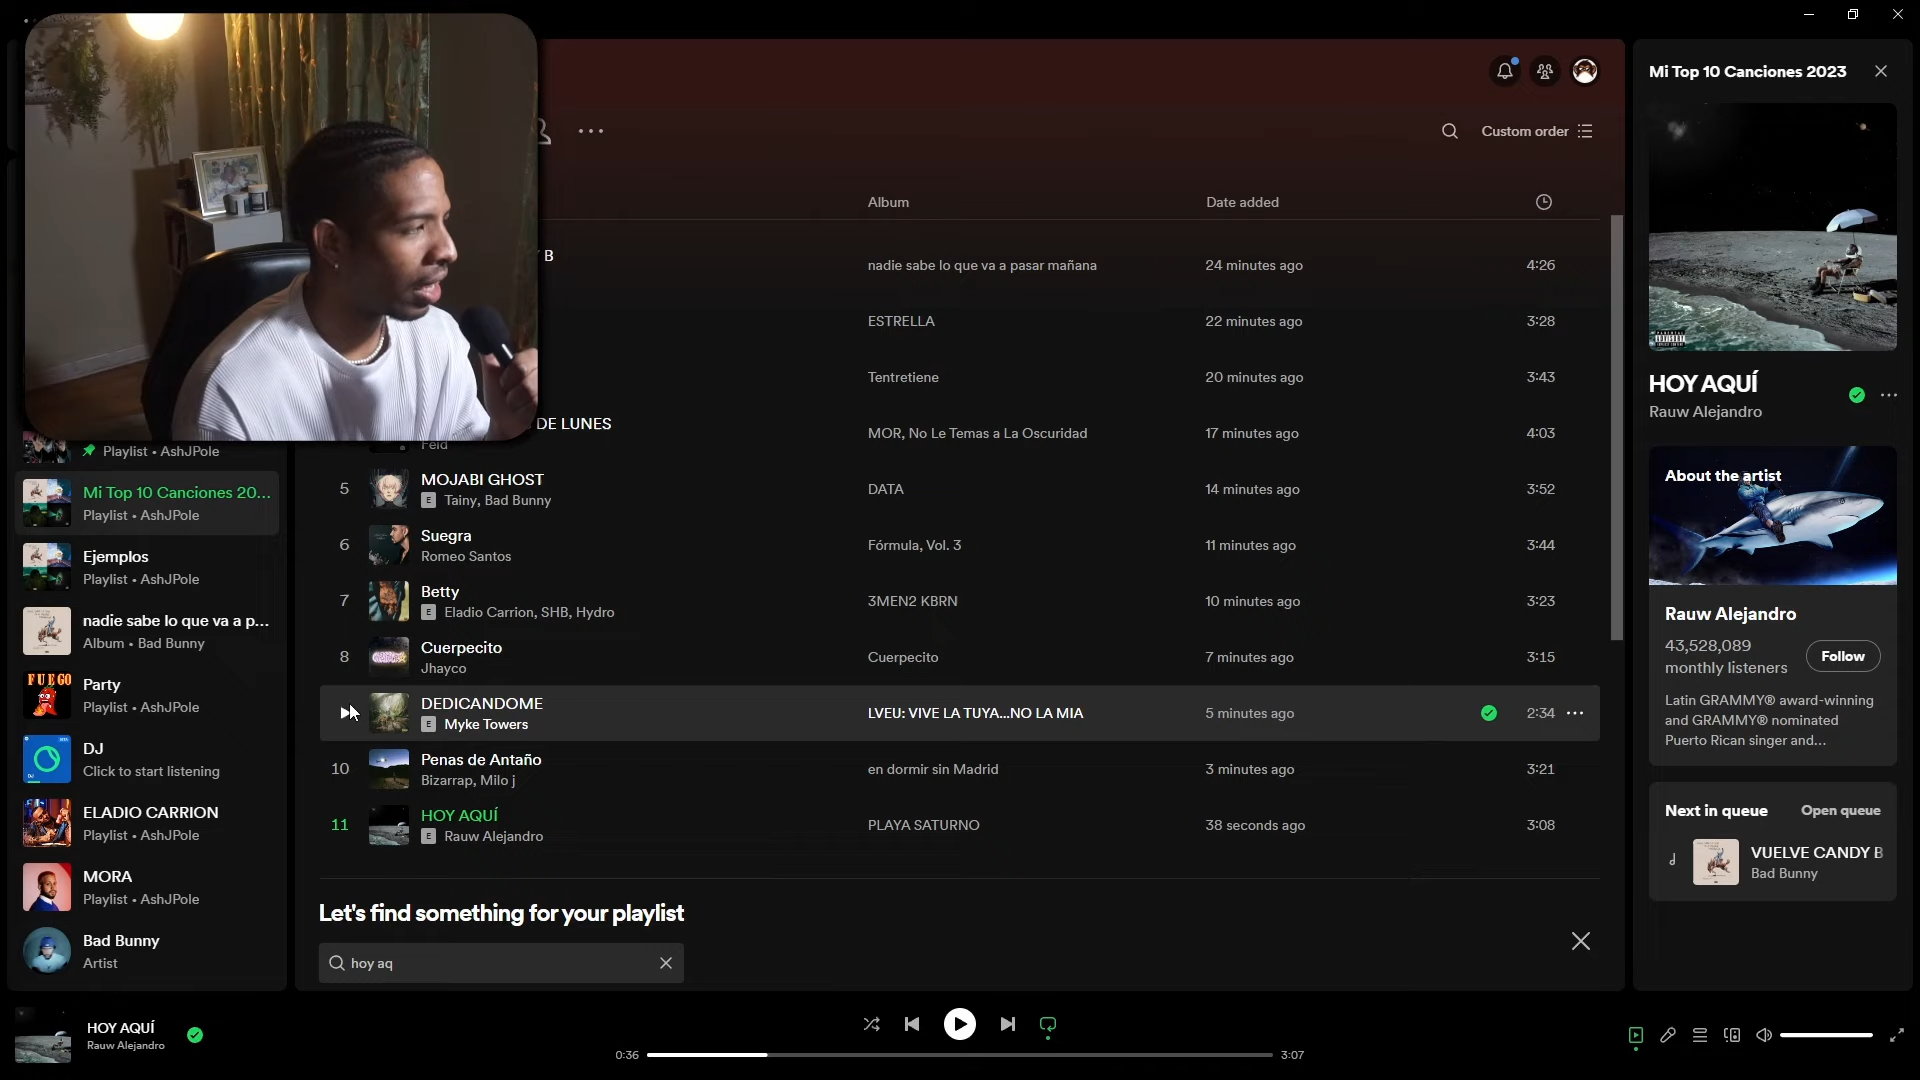 Custom order
Album
Date added
B
nadie sabe lo que va a pasar mañana
24 minutes ago
4:26
ESTRELLA
22 minutes ago
3:28
Tentretiene
20 minutes ago
3:43
DE LUNES
Feid
MOR, No Le Temas a La Oscuridad
17 minutes ago
4:03
5
MOJABI GHOST
E Tainy, Bad Bunny
DATA
14 minutes ago
3:52
6
Suegra
Romeo Santos
Fórmula, Vol. 3
11 minutes ago
3:44
7
Betty
E Eladio Carrion, SHB, Hydro
3MEN2 KBRN
10 minutes ago
3:23
8
Cuerpecito
Jhayco
Cuerpecito
7 minutes ago
3:15
DEDICANDOME
E Myke Towers
LVEU: VIVE LA TUYA...NO LA MIA
5 minutes ago
2:34
10
Penas de Antaño
Bizarrap, Milo j
en dormir sin Madrid
3 minutes ago
3:21
11
HOY AQUÍ
E Rauw Alejandro
PLAYA SATURNO
38 seconds ago
3:08
Let's find something for your playlist
hoy aq
Playlist • AshJPole
Mi Top 10 Canciones 20...
Playlist • AshJPole
Ejemplos
Playlist • AshJPole
nadie sabe lo que va a p...
Album • Bad Bunny
FUEGO
Party
Playlist • AshJPole
DJ
Click to start listening
ELADIO CARRION
Playlist • AshJPole
MORA
Playlist • AshJPole
Bad Bunny
Artist
Mi Top 10 Canciones 2023
HOY AQUÍ
Rauw Alejandro
About the artist
Rauw Alejandro
43,528,089
monthly listeners
Follow
Latin GRAMMY® award-winning
and GRAMMY® nominated
Puerto Rican singer and...
Next in queue
Open queue
VUELVE CANDY B
Bad Bunny
HOY AQUÍ
Rauw Alejandro
0:36
3:07